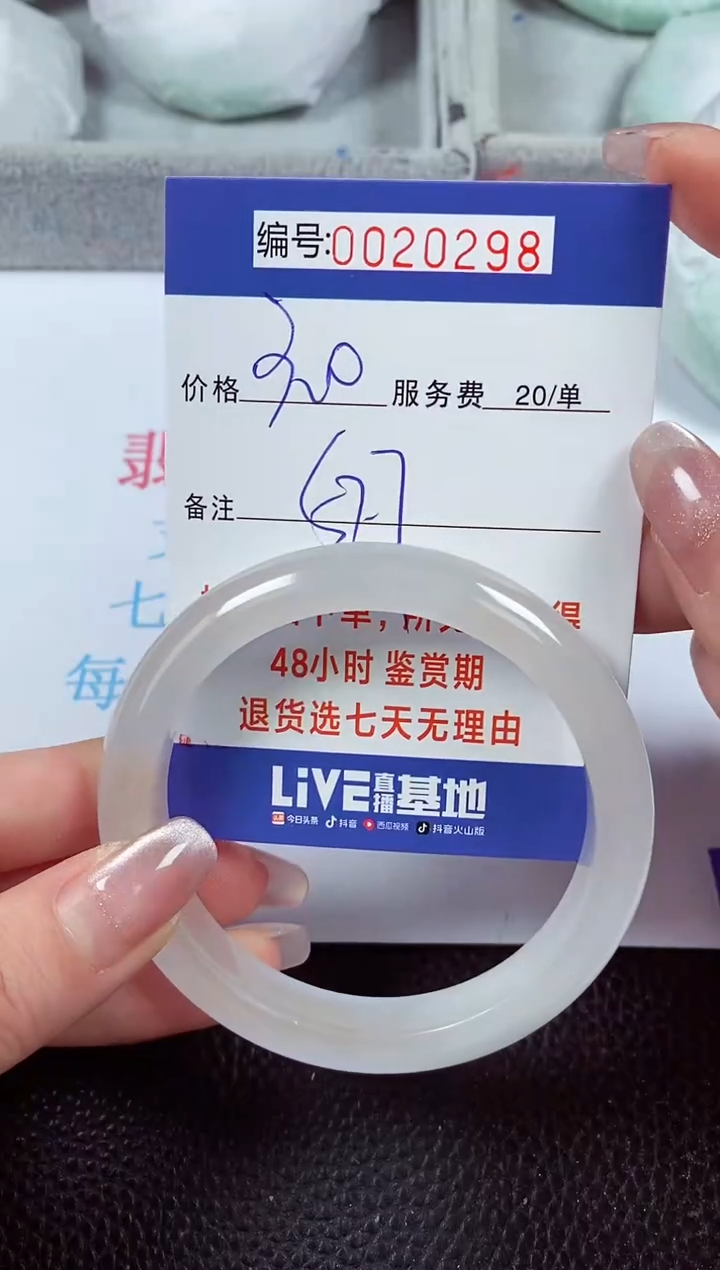 编号:0020298
价格 服务费 20/单
备注
48小时 鉴赏期
退货选七天无理由
LiVE直播基地
今日头条 抖音 西瓜视频 抖音火山版
七
每